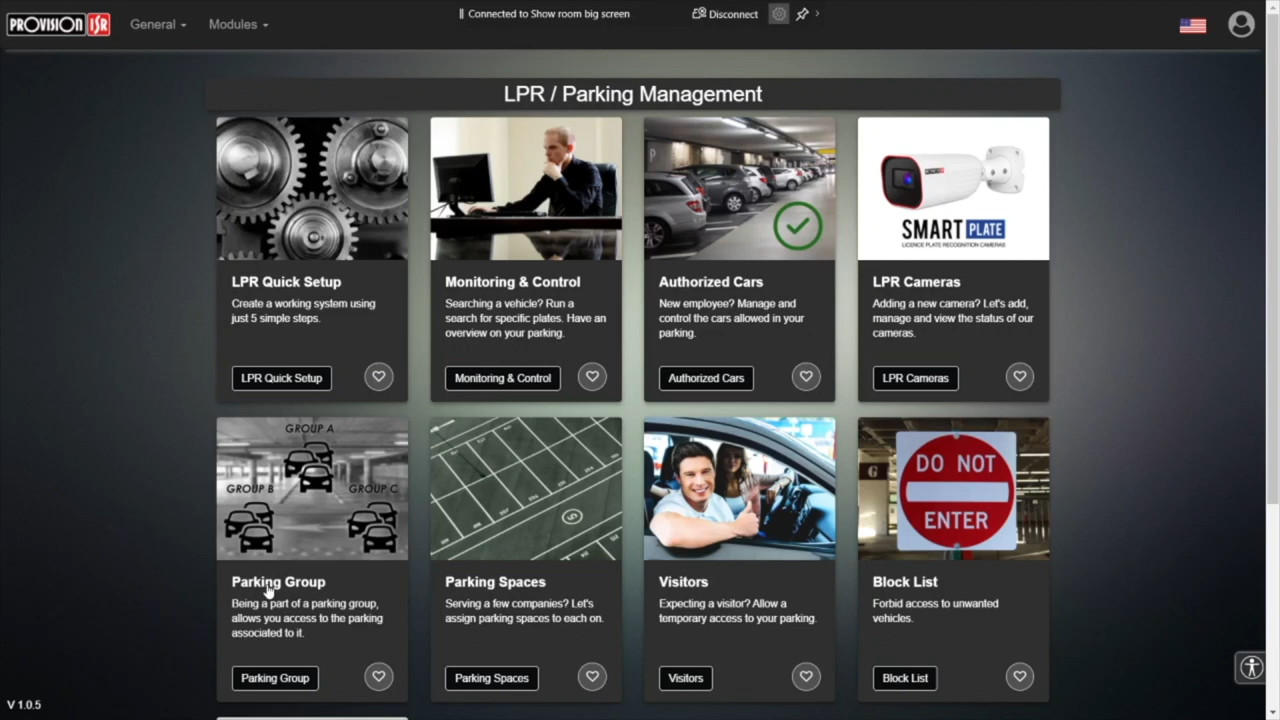 PROVISION ISR
General
Modules
Connected to Show room big screen
Disconnect
LPR / Parking Management
SMART PLATE
LICENCE PLATE RECOGNITION CAMERAS
LPR Quick Setup
Create a working system using
just 5 simple steps.
LPR Quick Setup
Monitoring & Control
Searching a vehicle? Run a
search for specific plates. Have an
overview on your parking.
Monitoring & Control
Authorized Cars
New employee? Manage and
control the cars allowed in your
parking.
Authorized Cars
LPR Cameras
Adding a new camera? Let's add,
manage and view the status of our
cameras.
LPR Cameras
GROUP A
GROUP B
GROUP C
G
DO NOT
ENTER
Parking Group
Being a part of a parking group,
allows you access to the parking
associated to it.
Parking Group
Parking Spaces
Serving a few companies? Let's
assign parking spaces to each on.
Parking Spaces
Visitors
Expecting a visitor? Allow a
temporary access to your parking.
Visitors
Block List
Forbid access to unwanted
vehicles.
Block List
V 1.0.5